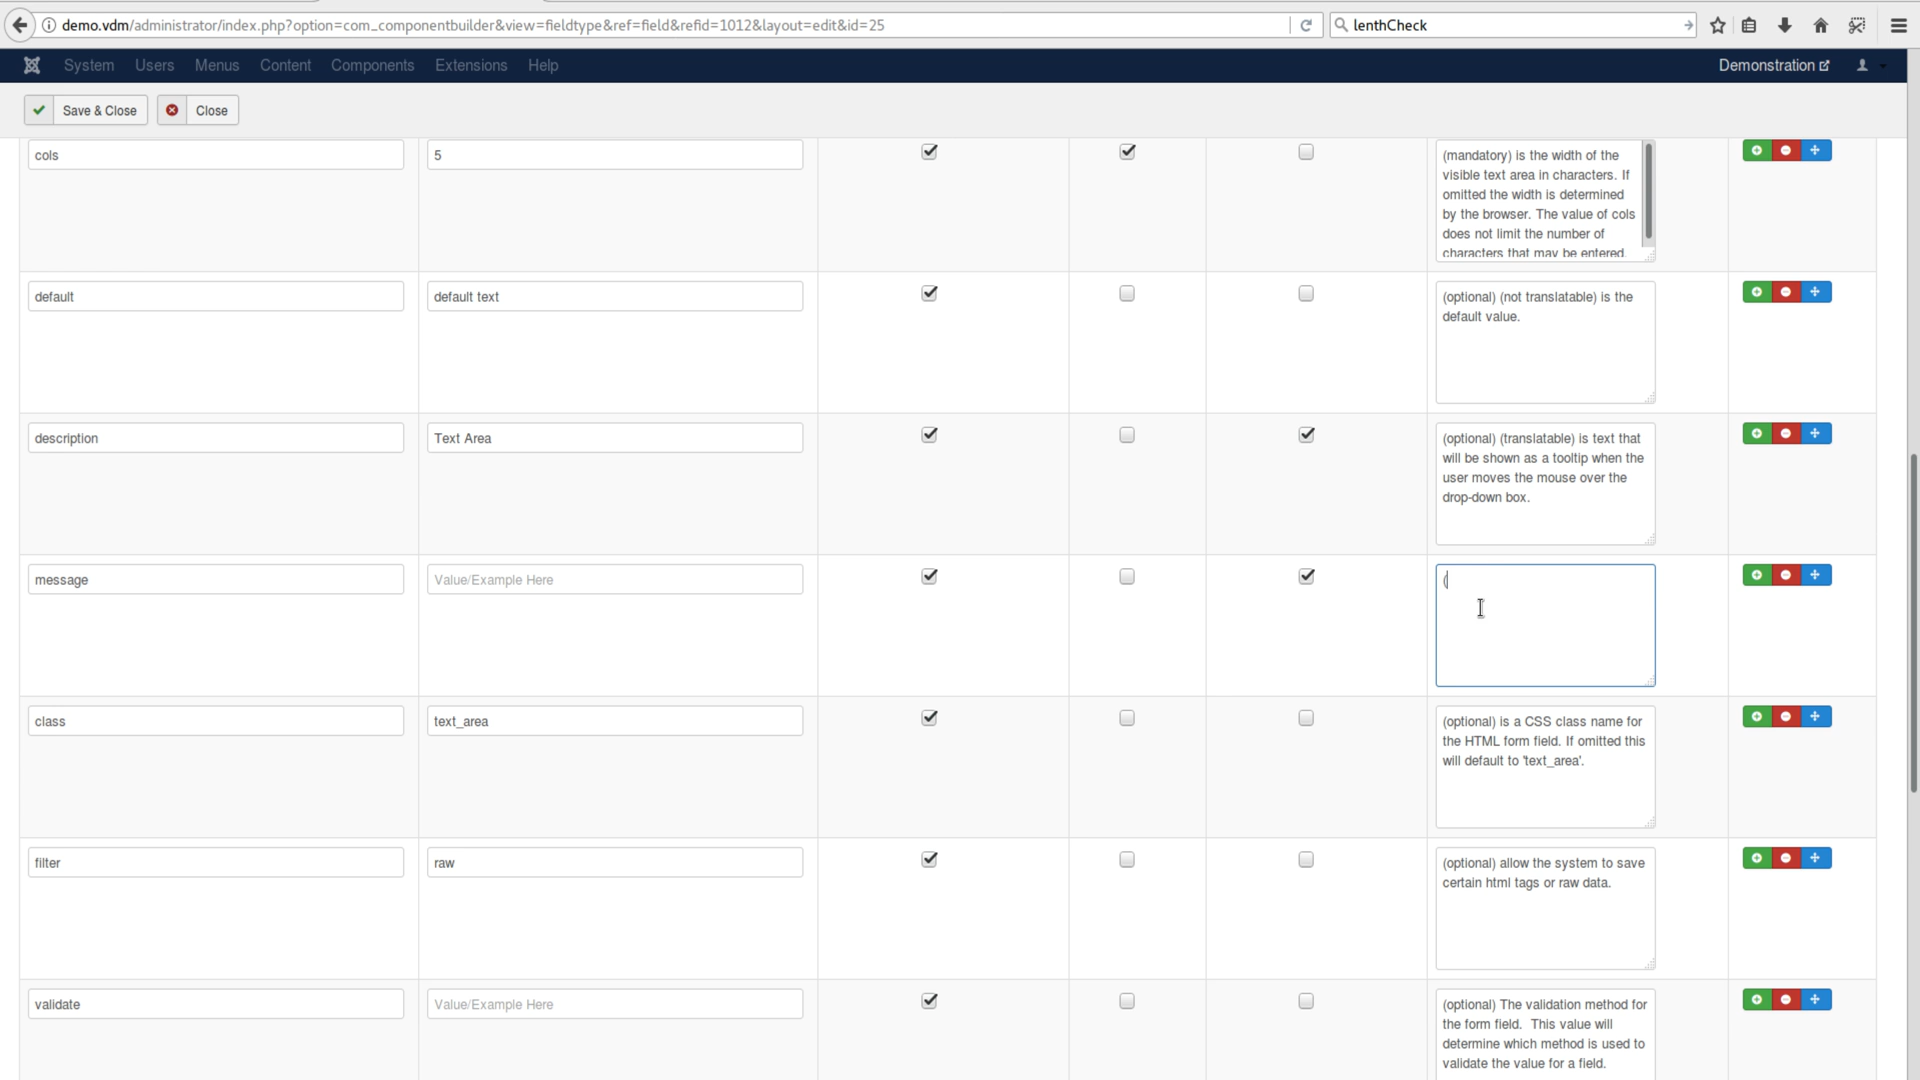 demo.vdm/administrator/index.php?option=com_componentbuilder&view=fieldtype&ref=field&refid=1012&layout=edit&id=25
lenthCheck
System Users Menus Content Components Extensions Help
Demonstration
Save & Close
Close
cols
5
(mandatory) is the width of the
visible text area in characters. If
omitted the width is determined
by the browser. The value of cols
does not limit the number of
characters that may be entered.
default
default text
(optional) (not translatable) is the
default value.
description
Text Area
(optional) (translatable) is text that
will be shown as a tooltip when the
user moves the mouse over the
drop-down box.
message
Value/Example Here
(
class
text_area
(optional) is a CSS class name for
the HTML form field. If omitted this
will default to 'text_area'.
filter
raw
(optional) allow the system to save
certain html tags or raw data.
validate
Value/Example Here
(optional) The validation method for
the form field.  This value will
determine which method is used to
validate the value for a field.